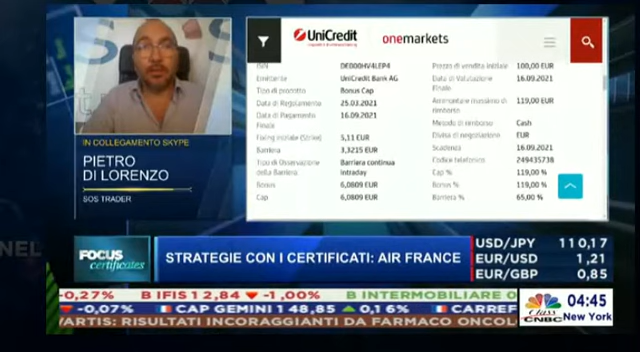 UniCredit
onemarkets
ISIN DE000HV4LEP4 Prezzo di vendita iniziale 100,00 EUR
Emittente UniCredit Bank AG Data di Valutazione Finale 16.09.2021
Tipo di prodotto Bonus Cap Ammontare massimo di rimborso 119,00 EUR
Data di Regolamento 25.03.2021
Data di Pagamento Finale 16.09.2021 Metodo di rimborso Cash
Fixing iniziale (Strike) 5,11 EUR Divisa di negoziazione EUR
Barriera 3,3215 EUR Scadenza 16.09.2021
Tipo di Osservazione della Barriera Barriera continua Intraday Codice telefonico 249435738
Cap % 119,00 %
Bonus 6,0809 EUR Bonus % 119,00 %
Cap 6,0809 EUR Barriera % 65,00 %
IN COLLEGAMENTO SKYPE
PIETRO
DI LORENZO
SOS TRADER
NEL
FOCUS
certificates
STRATEGIE CON I CERTIFICATI: AIR FRANCE
USD/JPY 110,17
EUR/USD 1,21
EUR/GBP 0,85
-0,27% B IFIS 12,84 -1,00% B INTERMOBILIARE 0
-0,07% CAP GEMINI 148,85 0,16% CARREF
VARTIS: RISULTATI INCORAGGIANTI DA FARMACO ONCOL
Class
CNBC
04:45
New York